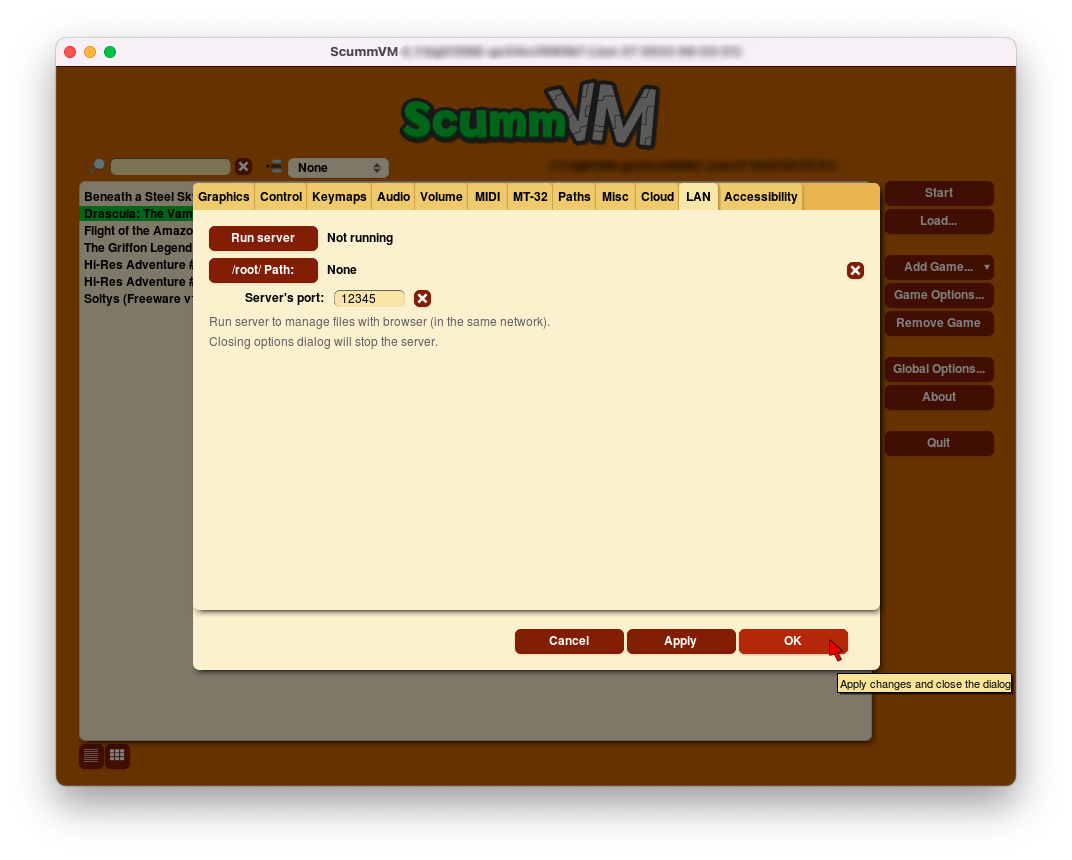 ScummVM
ScummVM
None
Beneath a Steel Sk
Drascula: The Vam
Flight of the Amazo
The Griffon Legend
Hi-Res Adventure #
Hi-Res Adventure #
Soltys (Freeware v
Graphics Control Keymaps Audio Volume MIDI MT-32 Paths Misc Cloud LAN Accessibility
Run server Not running
/root/ Path: None
Server's port: 12345
Run server to manage files with browser (in the same network).
Closing options dialog will stop the server.
Cancel Apply OK
Apply changes and close the dialog
Start
Load...
Add Game...
Game Options...
Remove Game
Global Options...
About
Quit